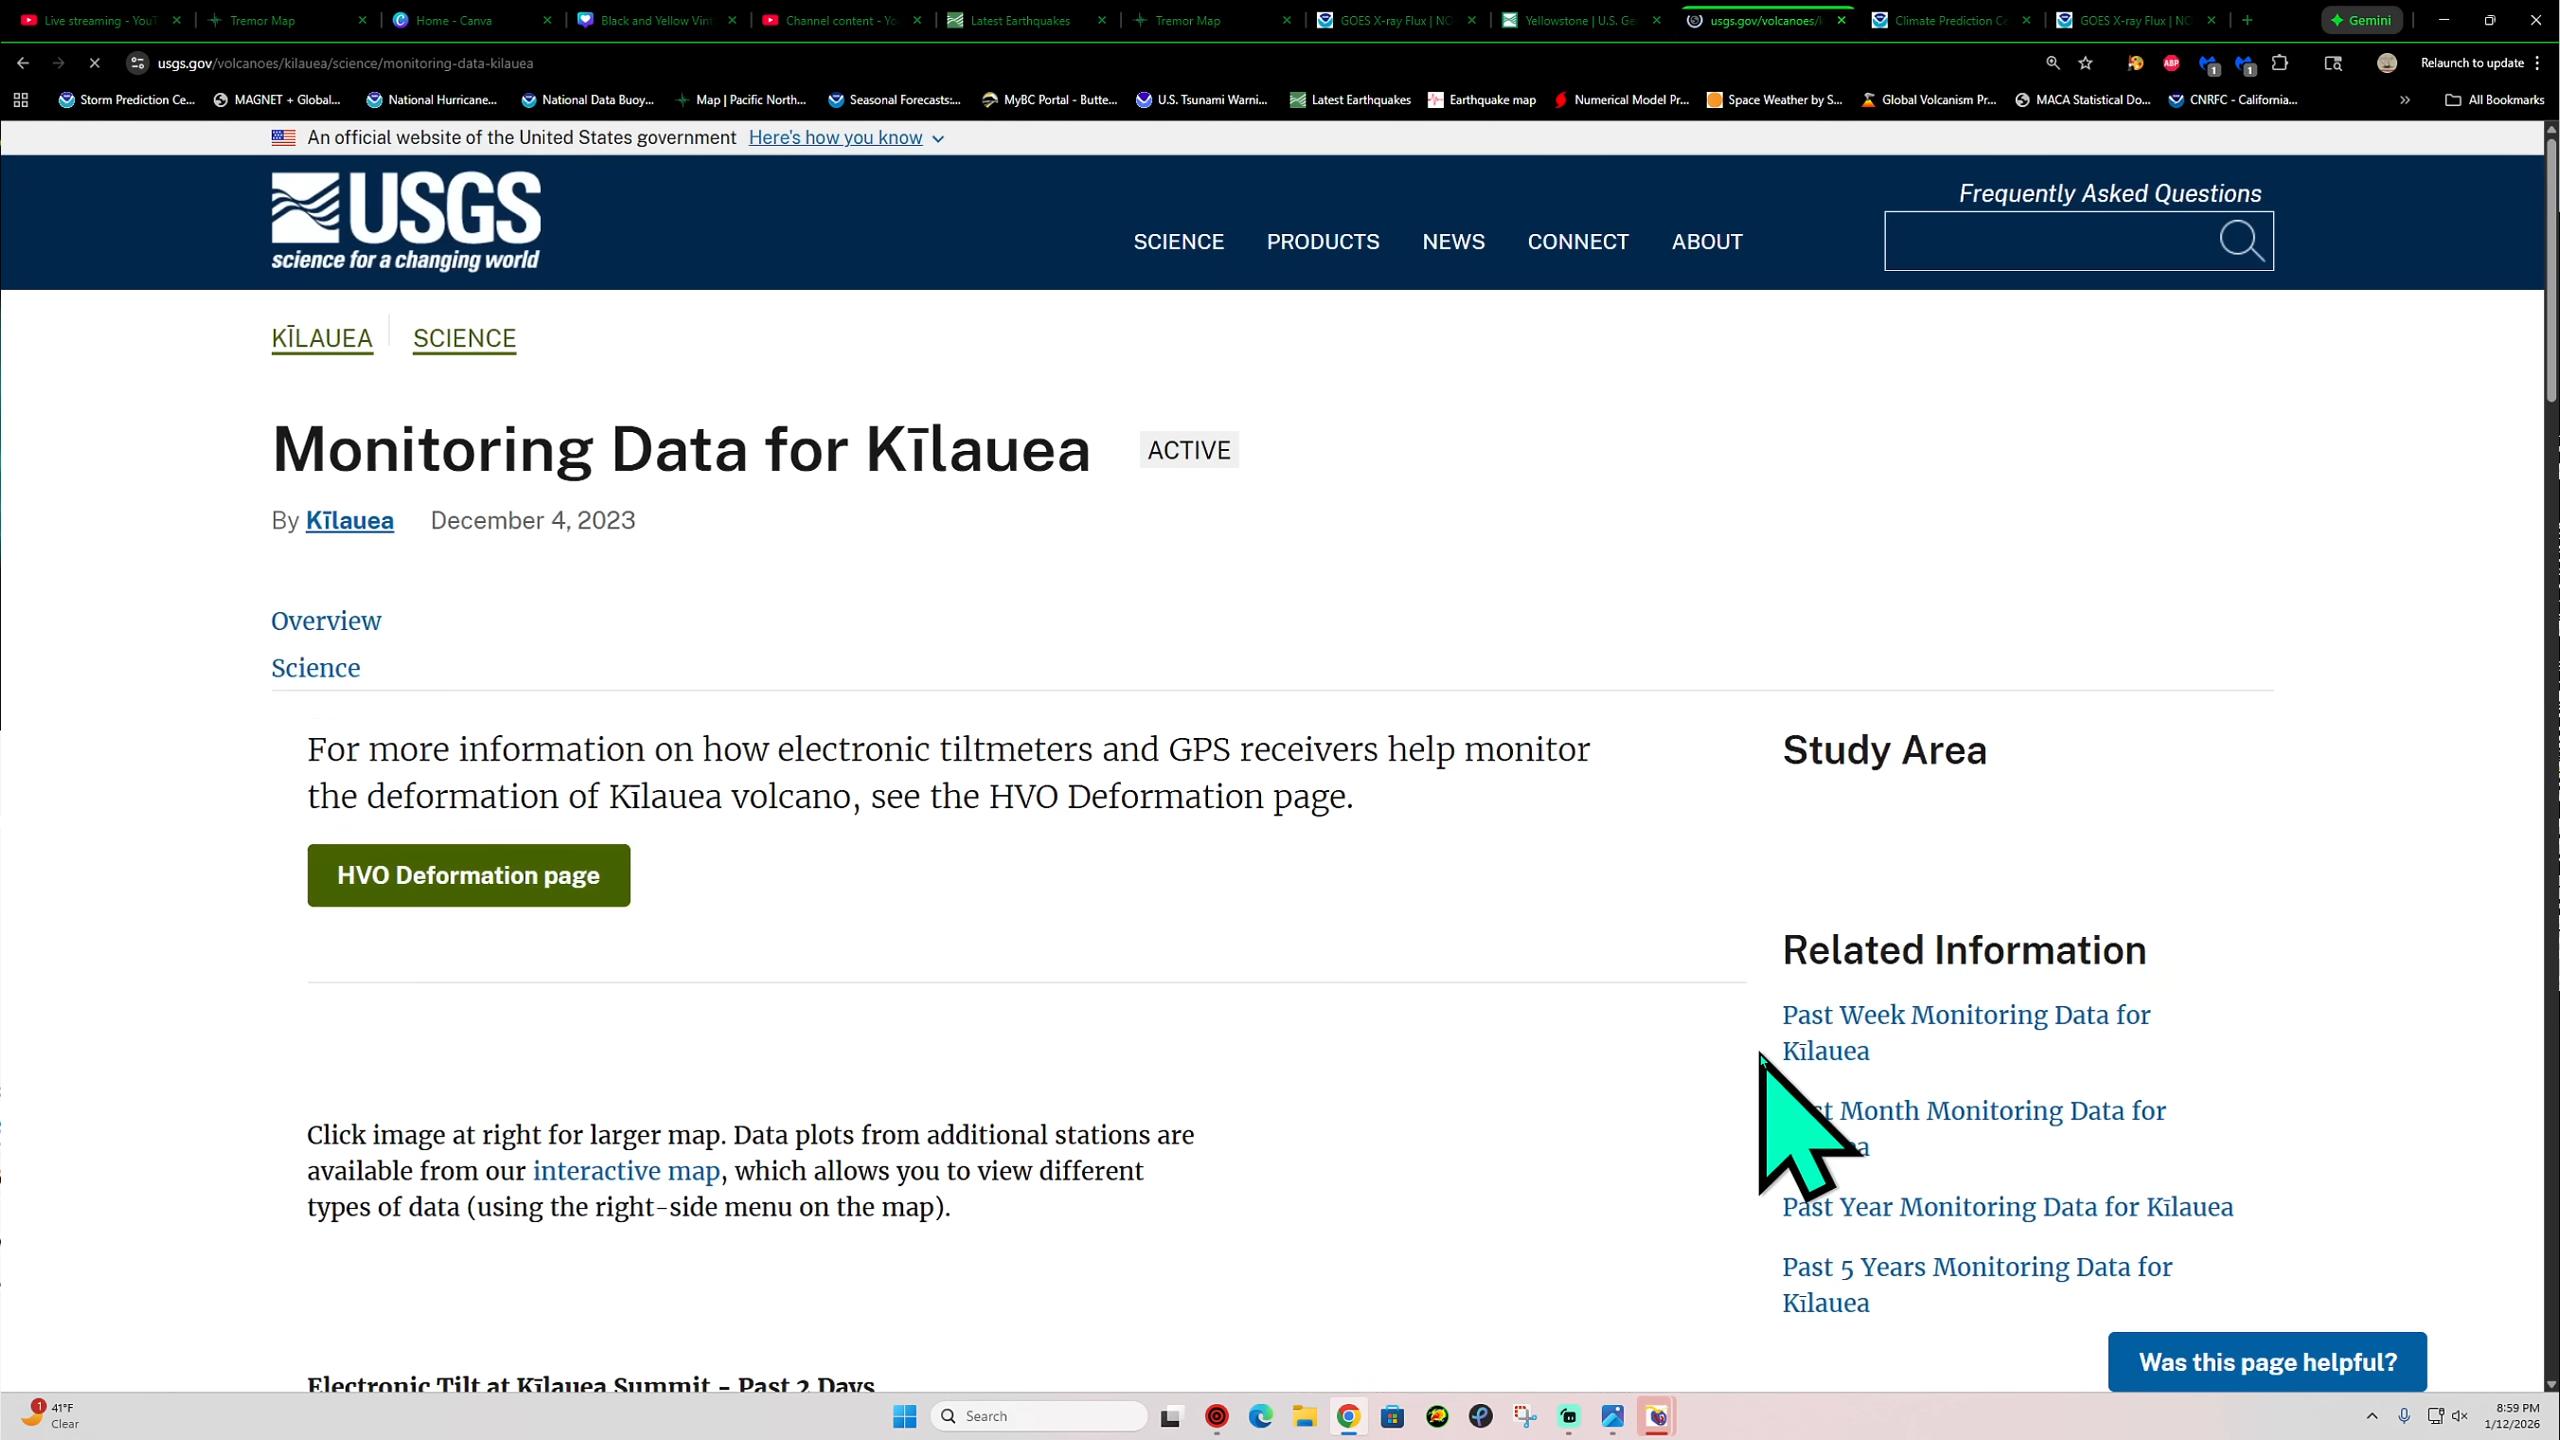 Live streaming - YouT
Tremor Map
Home - Canva
Black and Yellow Vint
Channel content - Yo
Latest Earthquakes
Tremor Map
GOES X-ray Flux | NO
Yellowstone | U.S. Ge
usgs.gov/volcanoes/
Climate Prediction Ce
GOES X-ray Flux | NO
Gemini
usgs.gov/volcanoes/kilauea/science/monitoring-data-kilauea
ABP
1
1
Relaunch to update
Storm Prediction Ce...
MAGNET + Global...
National Hurricane...
National Data Buoy...
Map | Pacific North...
Seasonal Forecasts:...
MyBC Portal - Butte...
U.S. Tsunami Warni...
Latest Earthquakes
Earthquake map
Numerical Model Pr...
Space Weather by S...
Global Volcanism Pr...
MACA Statistical Do...
CNRFC - California...
All Bookmarks
An official website of the United States government Here's how you know
USGS
science for a changing world
SCIENCE
PRODUCTS
NEWS
CONNECT
ABOUT
Frequently Asked Questions
KĪLAUEA
SCIENCE
Monitoring Data for Kīlauea
ACTIVE
By Kīlauea December 4, 2023
Overview
Science
For more information on how electronic tiltmeters and GPS receivers help monitor
the deformation of Kīlauea volcano, see the HVO Deformation page.
HVO Deformation page
Click image at right for larger map. Data plots from additional stations are
available from our interactive map, which allows you to view different
types of data (using the right-side menu on the map).
Electronic Tilt at Kīlauea Summit - Past 2 Days
Study Area
Related Information
Past Week Monitoring Data for
Kīlauea
Month Monitoring Data for
Past Year Monitoring Data for Kīlauea
Past 5 Years Monitoring Data for
Kīlauea
Was this page helpful?
1
41°F
Clear
Search
8:59 PM
1/12/2026